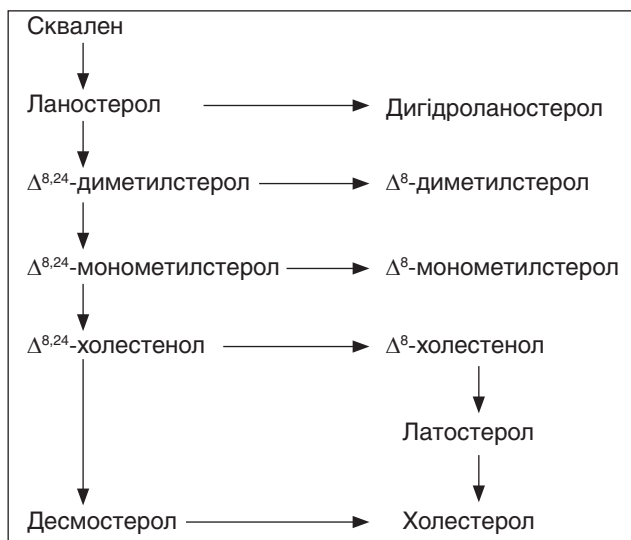 Сквален
Ланостерол Дигідроланостерол
Δ8,24-диметилстерол Δ8-диметилстерол
Δ8,24-монометилстерол Δ8-монометилстерол
Δ8,24-холестенол Δ8-холестенол
Латостерол
Десмостерол Холестерол